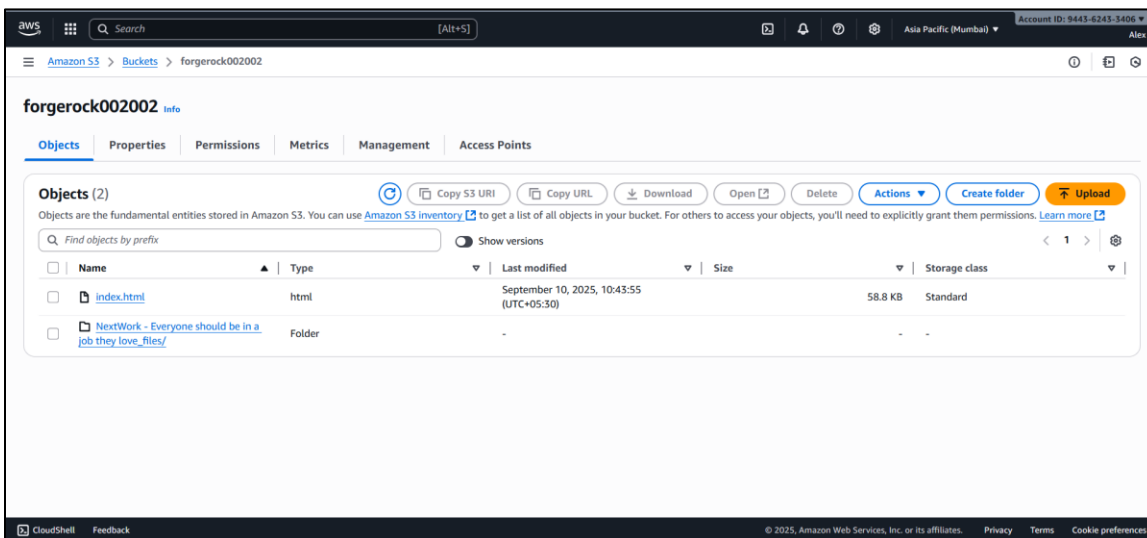 aws Search [Alt+S] Asia Pacific (Mumbai) ▼ Account ID: 9443-6243-3406 ▼
Alex
Amazon S3 > Buckets > forgerock002002
forgerock002002 Info
Objects Properties Permissions Metrics Management Access Points
Objects (2) Copy S3 URI Copy URL Download Open Delete Actions ▼ Create folder Upload
Objects are the fundamental entities stored in Amazon S3. You can use Amazon S3 inventory to get a list of all objects in your bucket. For others to access your objects, you'll need to explicitly grant them permissions. Learn more
Find objects by prefix Show versions < 1 >
Name ▲ Type Last modified Size Storage class
index.html html September 10, 2025, 10:43:55 (UTC+05:30) 58.8 KB Standard
NextWork - Everyone should be in a Folder - - -
job they love_files/
CloudShell Feedback © 2025, Amazon Web Services, Inc. or its affiliates. Privacy Terms Cookie preferences